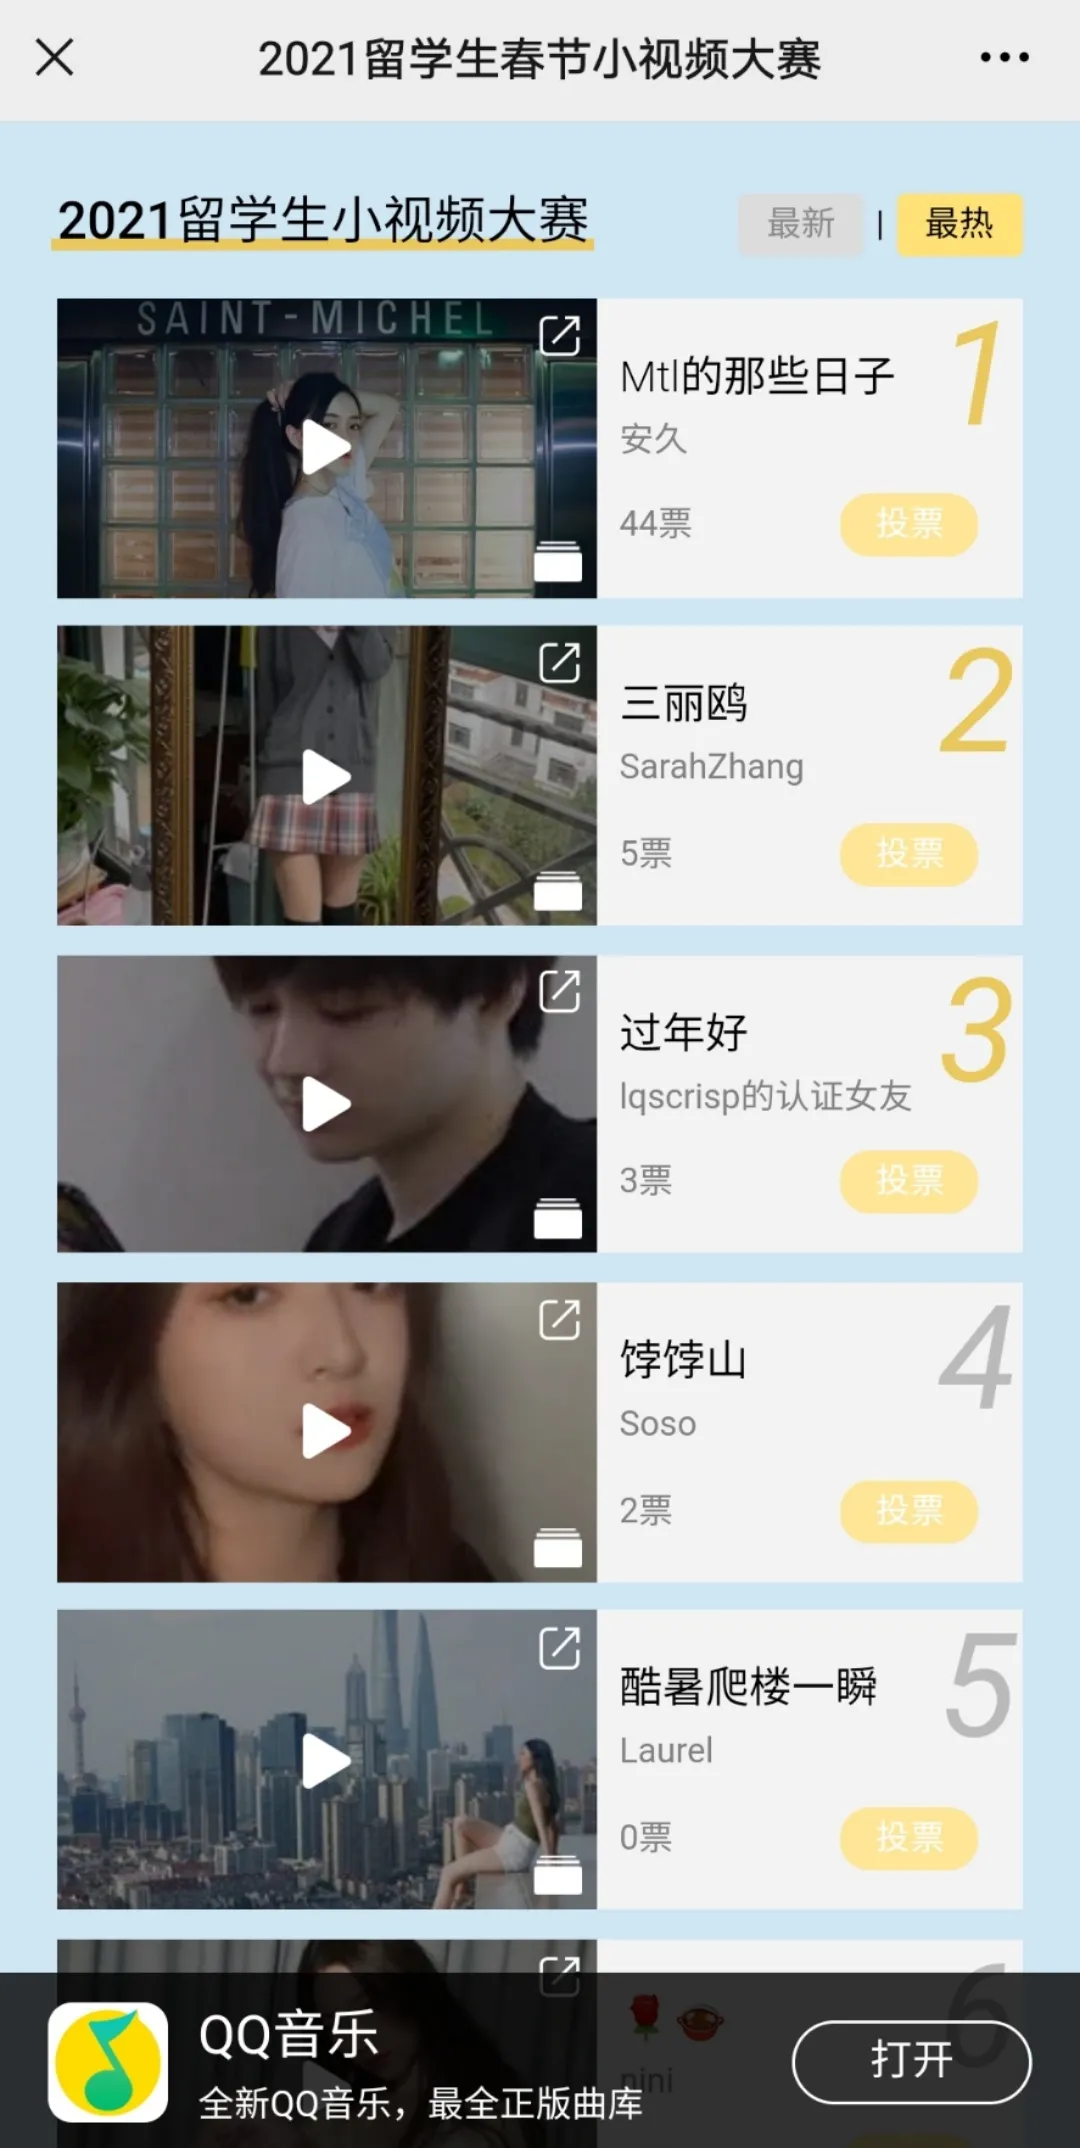 2021留学生春节小视频大赛
2021留学生小视频大赛
最新 | 最热
SAINT-MICHEL
Mtl的那些日子
1
安久
44票
投票
三丽鸥
2
SarahZhang
5票
投票
过年好
3
lqscrisp的认证女友
3票
投票
饽饽山
4
Soso
2票
投票
酷暑爬楼一瞬
5
Laurel
0票
投票
6
nini
QQ音乐
全新QQ音乐，最全正版曲库
打开